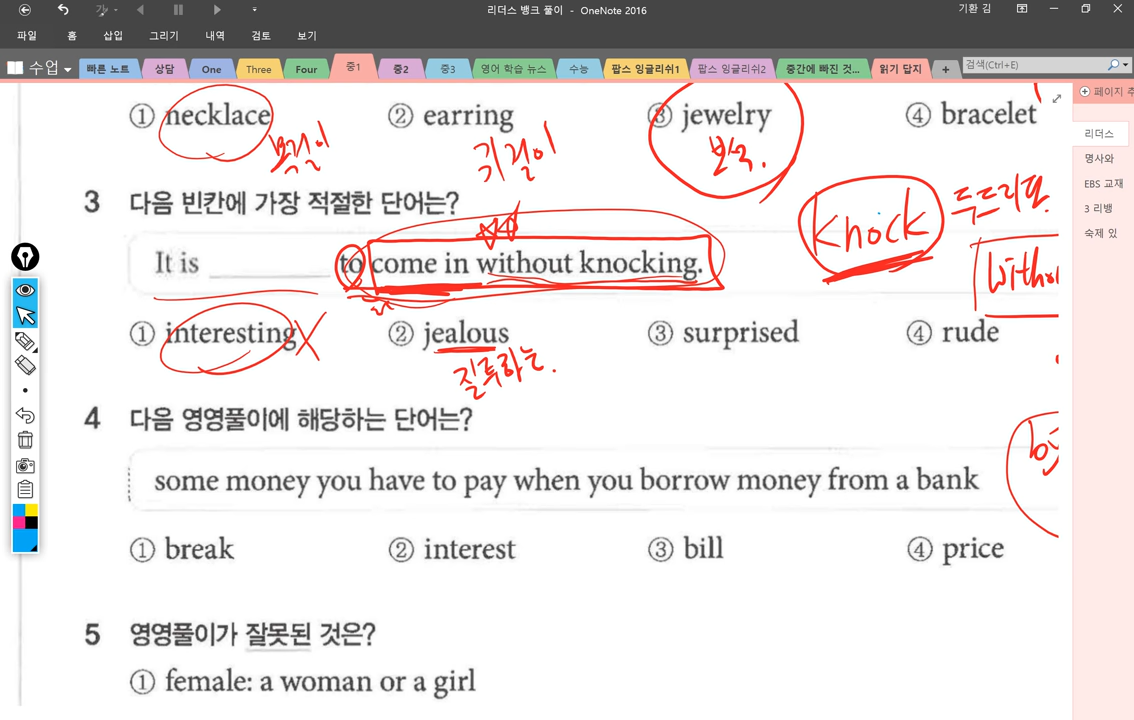 리더스 뱅크 풀이 - OneNote 2016
기환 김
파일 홈 삽입 그리기 내역 검토 보기
수업 빠른 노트 상담 One Three Four 중1 중2 중3 영어 학습 뉴스 수능 팝스 잉글리쉬1 팝스 잉글리쉬2 중간에 빠진 것... 읽기 답지 + 검색(Ctrl+E)
페이지 추
리더스
명사와
EBS 교재
3 리뱅
숙제 있
① necklace ② earring ③ jewelry ④ bracelet
목걸이 귀걸이 보석.
3 다음 빈칸에 가장 적절한 단어는?
knock 두드리다.
It is ________ to come in without knocking.
① interesting X ② jealous ③ surprised ④ rude
질투하는.
4 다음 영영풀이에 해당하는 단어는?
some money you have to pay when you borrow money from a bank
① break ② interest ③ bill ④ price
5 영영풀이가 잘못된 것은?
① female: a woman or a girl